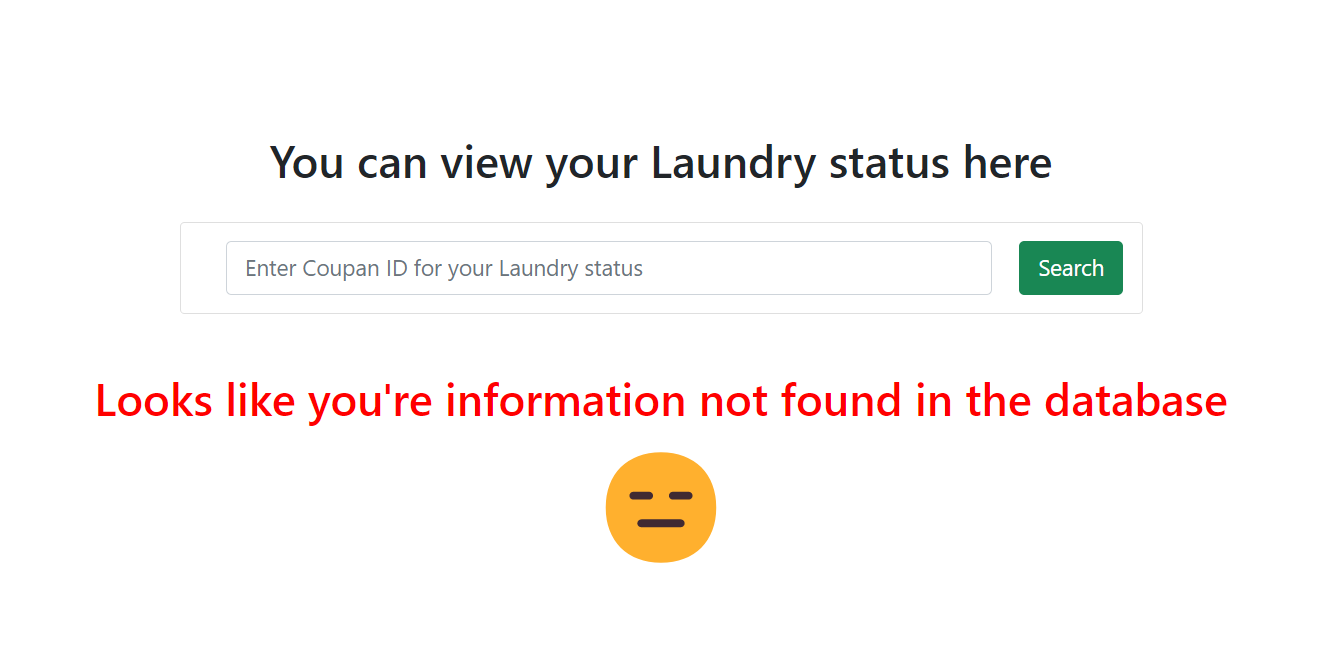 You can view your Laundry status here
Enter Coupan ID for your Laundry status
Search
Looks like you're information not found in the database